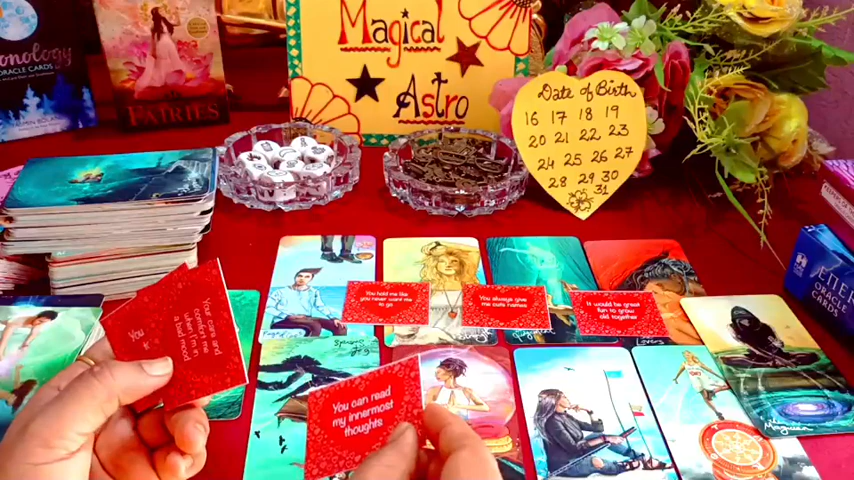 Magical
Astro
Date of Birth
16 17 18 19
20 21 22 23
24 25 26 27
28 29 30
31
ORACLE CARDS
FAIRIES
ORACLE
CARDS
You hold me like
you never want me
to go
You always give
me cute names
It would be great
fun to grow
old together
You
Your care and
comfort me
when I'm in
a bad mood
You can read
my innermost
thoughts
Lovers
Magician